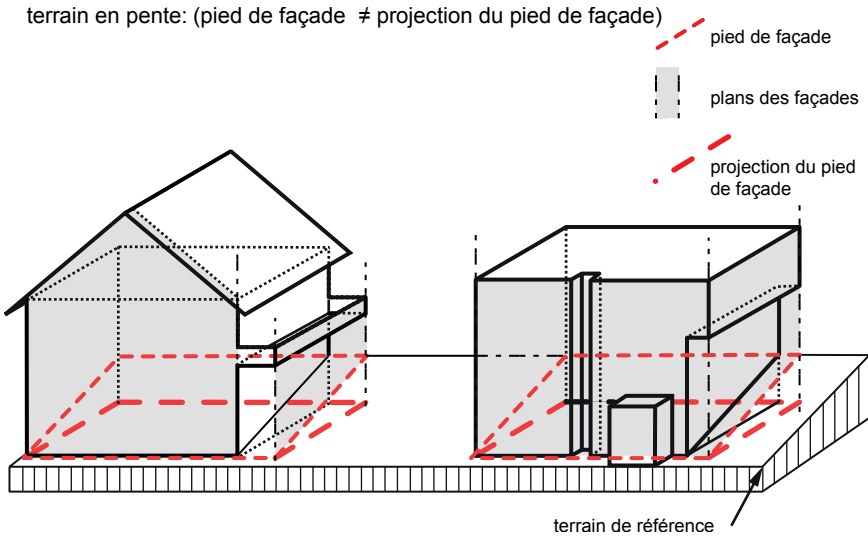 terrain en pente: (pied de façade ≠ projection du pied de façade)
pied de façade
plans des façades
projection du pied
de façade
terrain de référence